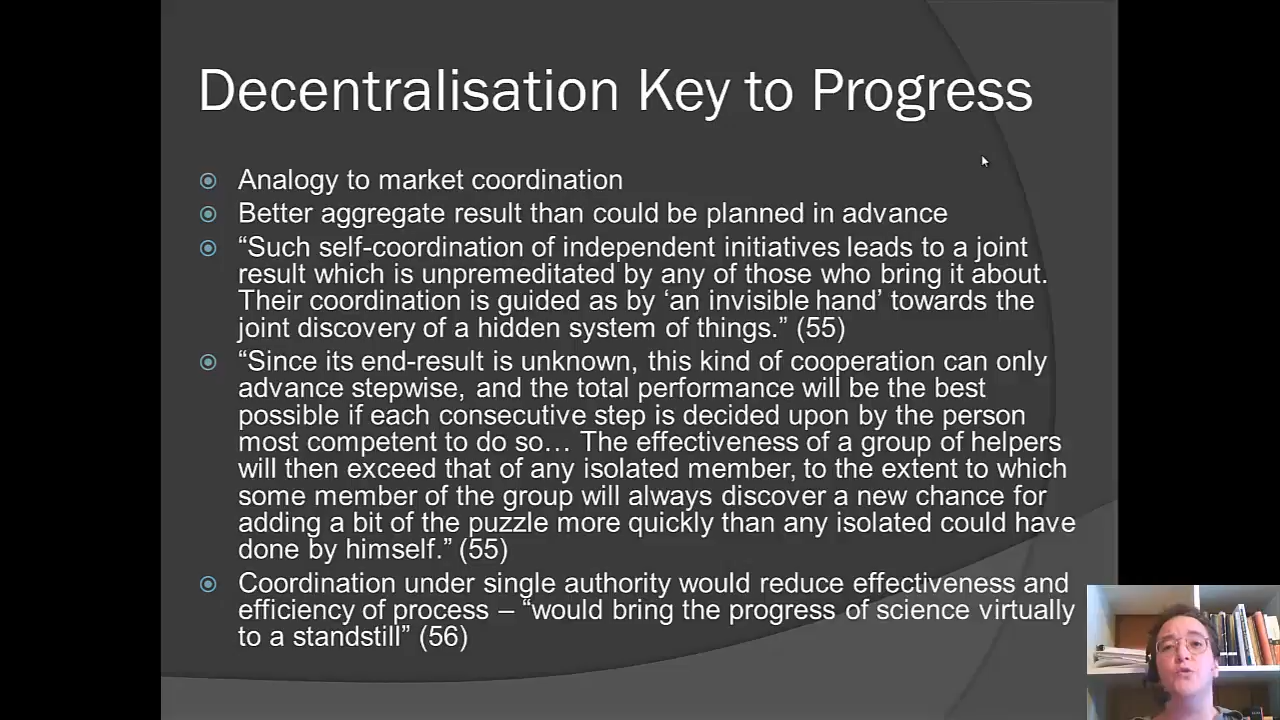 Decentralisation Key to Progress
Analogy to market coordination
Better aggregate result than could be planned in advance
“Such self-coordination of independent initiatives leads to a joint
result which is unpremeditated by any of those who bring it about.
Their coordination is guided as by ‘an invisible hand’ towards the
joint discovery of a hidden system of things.” (55)
“Since its end-result is unknown, this kind of cooperation can only
advance stepwise, and the total performance will be the best
possible if each consecutive step is decided upon by the person
most competent to do so… The effectiveness of a group of helpers
will then exceed that of any isolated member, to the extent to which
some member of the group will always discover a new chance for
adding a bit of the puzzle more quickly than any isolated could have
done by himself.” (55)
Coordination under single authority would reduce effectiveness and
efficiency of process – “would bring the progress of science virtually
to a standstill” (56)